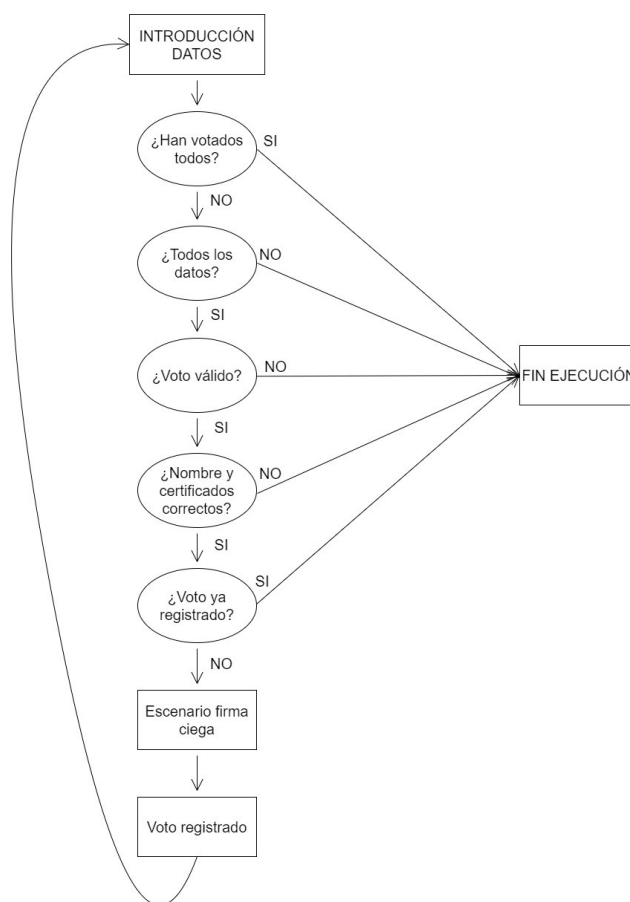 INTRODUCCIÓN
DATOS
¿Han votados
todos?
SI
NO
¿Todos los
datos?
NO
SI
¿Voto válido?
NO
FIN EJECUCIÓN
SI
¿Nombre y
certificados
correctos?
NO
SI
¿Voto ya
registrado?
SI
NO
Escenario firma
ciega
Voto registrado